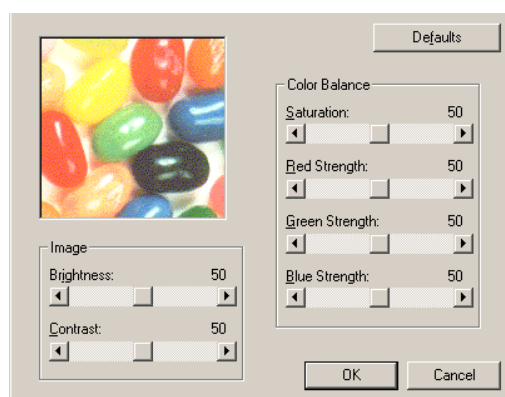 Defaults
Color Balance
Saturation: 50
Red Strength: 50
Green Strength: 50
Blue Strength: 50
Image
Brightness: 50
Contrast: 50
OK Cancel